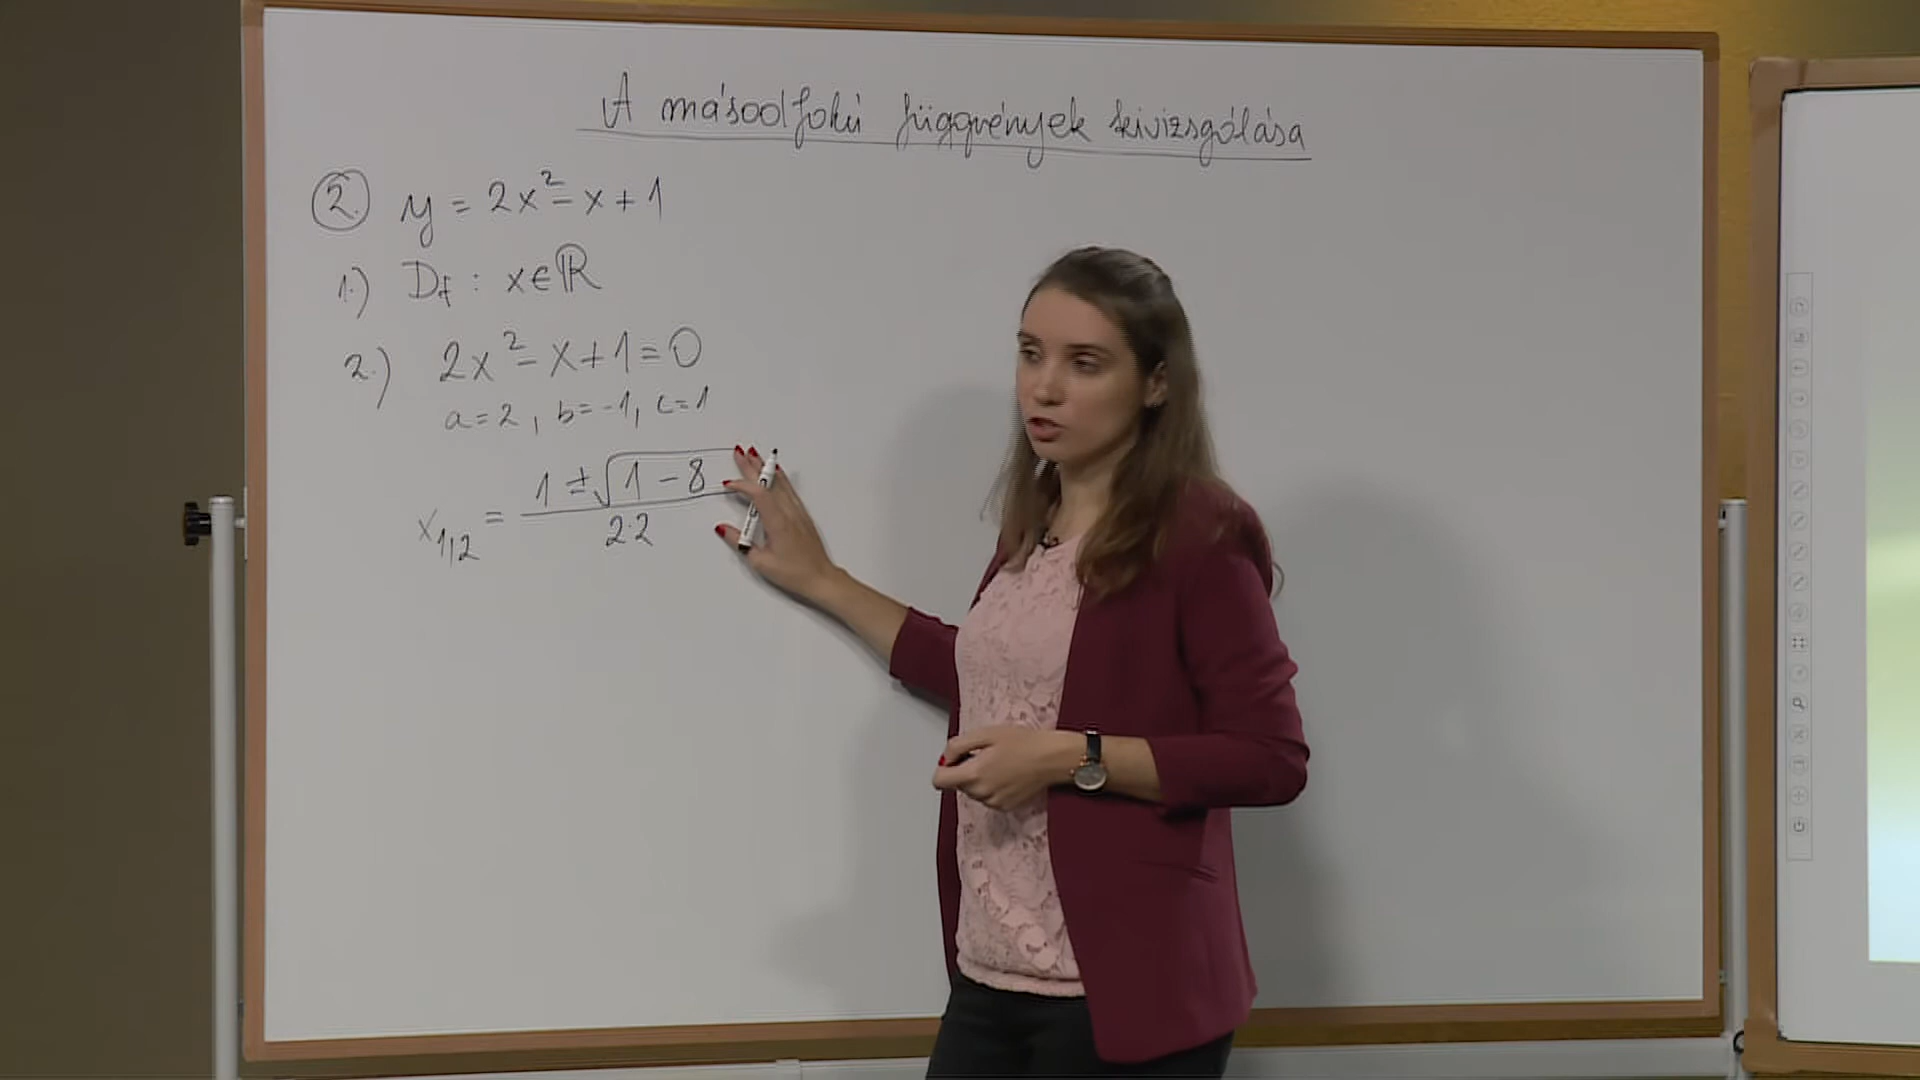 A másodfokú függvények kivizsgálása
2. y = 2x² - x + 1
1.) Df : x∈ℝ
2.) 2x² - x + 1 = 0
a = 2, b = -1, c = 1
x1,2 = (1 ± √(1 - 8)) / (2·2)